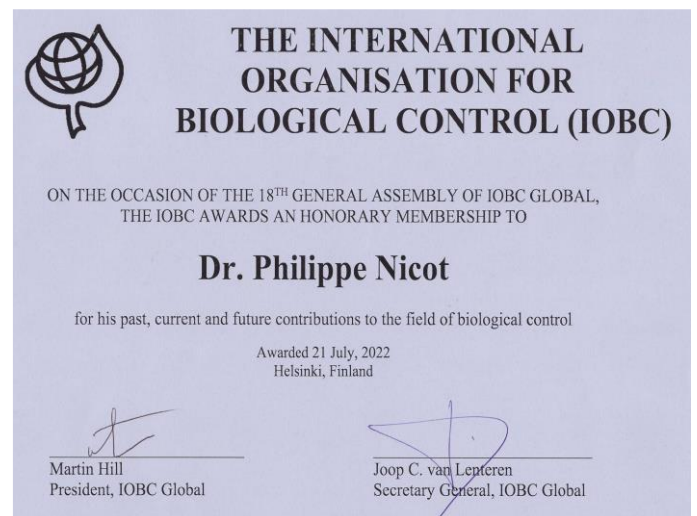 THE INTERNATIONAL
ORGANISATION FOR
BIOLOGICAL CONTROL (IOBC)
ON THE OCCASION OF THE 18TH GENERAL ASSEMBLY OF IOBC GLOBAL,
THE IOBC AWARDS AN HONORARY MEMBERSHIP TO
Dr. Philippe Nicot
for his past, current and future contributions to the field of biological control
Awarded 21 July, 2022
Helsinki, Finland
Martin Hill
President, IOBC Global
Joop C. van Lenteren
Secretary General, IOBC Global